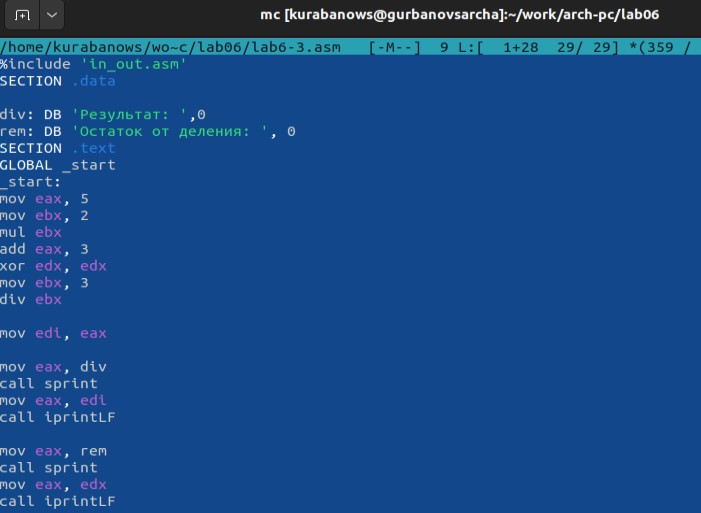 mc [kurabanows@gurbanovsarcha]:~/work/arch-pc/lab06
/home/kurabanows/wo~c/lab06/lab6-3.asm [-M--] 9 L:[ 1+28 29/ 29] *(359 /
%include 'in_out.asm'
SECTION .data
div: DB 'Результат: ',0
rem: DB 'Остаток от деления: ', 0
SECTION .text
GLOBAL _start
_start:
mov eax, 5
mov ebx, 2
mul ebx
add eax, 3
xor edx, edx
mov ebx, 3
div ebx
mov edi, eax
mov eax, div
call sprint
mov eax, edi
call iprintLF
mov eax, rem
call sprint
mov eax, edx
call iprintLF